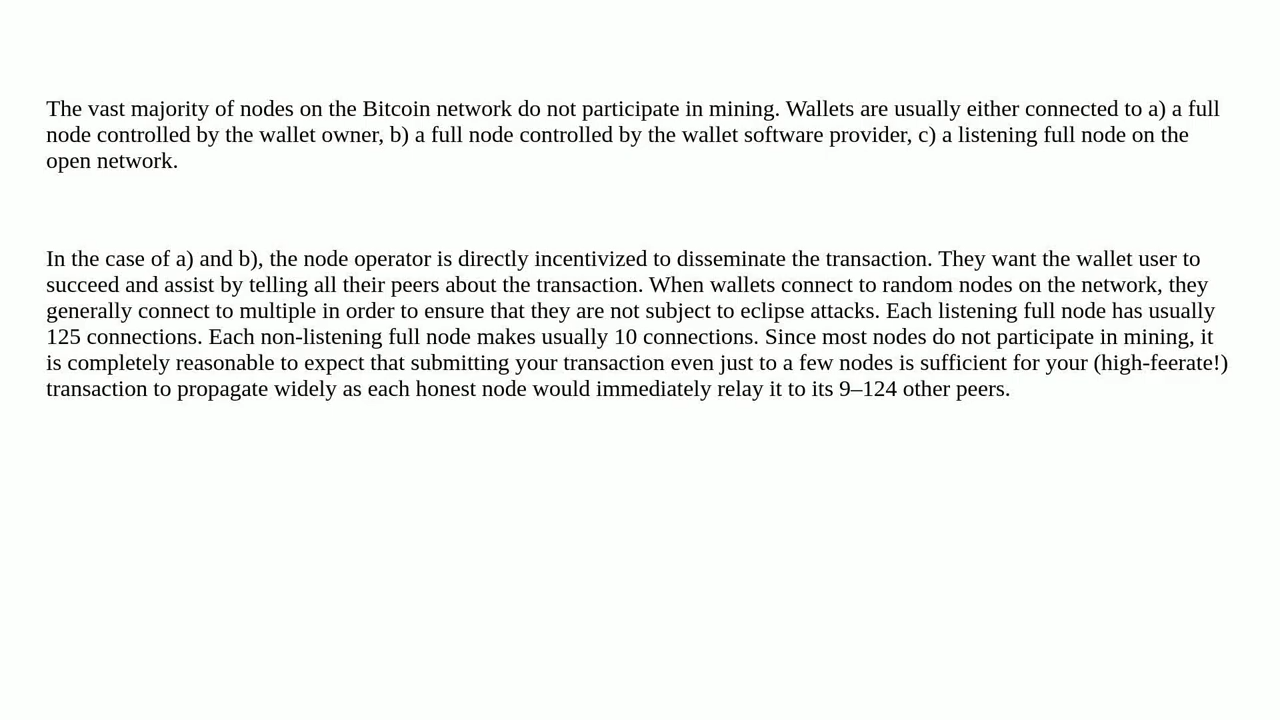 The vast majority of nodes on the Bitcoin network do not participate in mining. Wallets are usually either connected to a) a full
node controlled by the wallet owner, b) a full node controlled by the wallet software provider, c) a listening full node on the
open network.
In the case of a) and b), the node operator is directly incentivized to disseminate the transaction. They want the wallet user to
succeed and assist by telling all their peers about the transaction. When wallets connect to random nodes on the network, they
generally connect to multiple in order to ensure that they are not subject to eclipse attacks. Each listening full node has usually
125 connections. Each non-listening full node makes usually 10 connections. Since most nodes do not participate in mining, it
is completely reasonable to expect that submitting your transaction even just to a few nodes is sufficient for your (high-feerate!)
transaction to propagate widely as each honest node would immediately relay it to its 9–124 other peers.